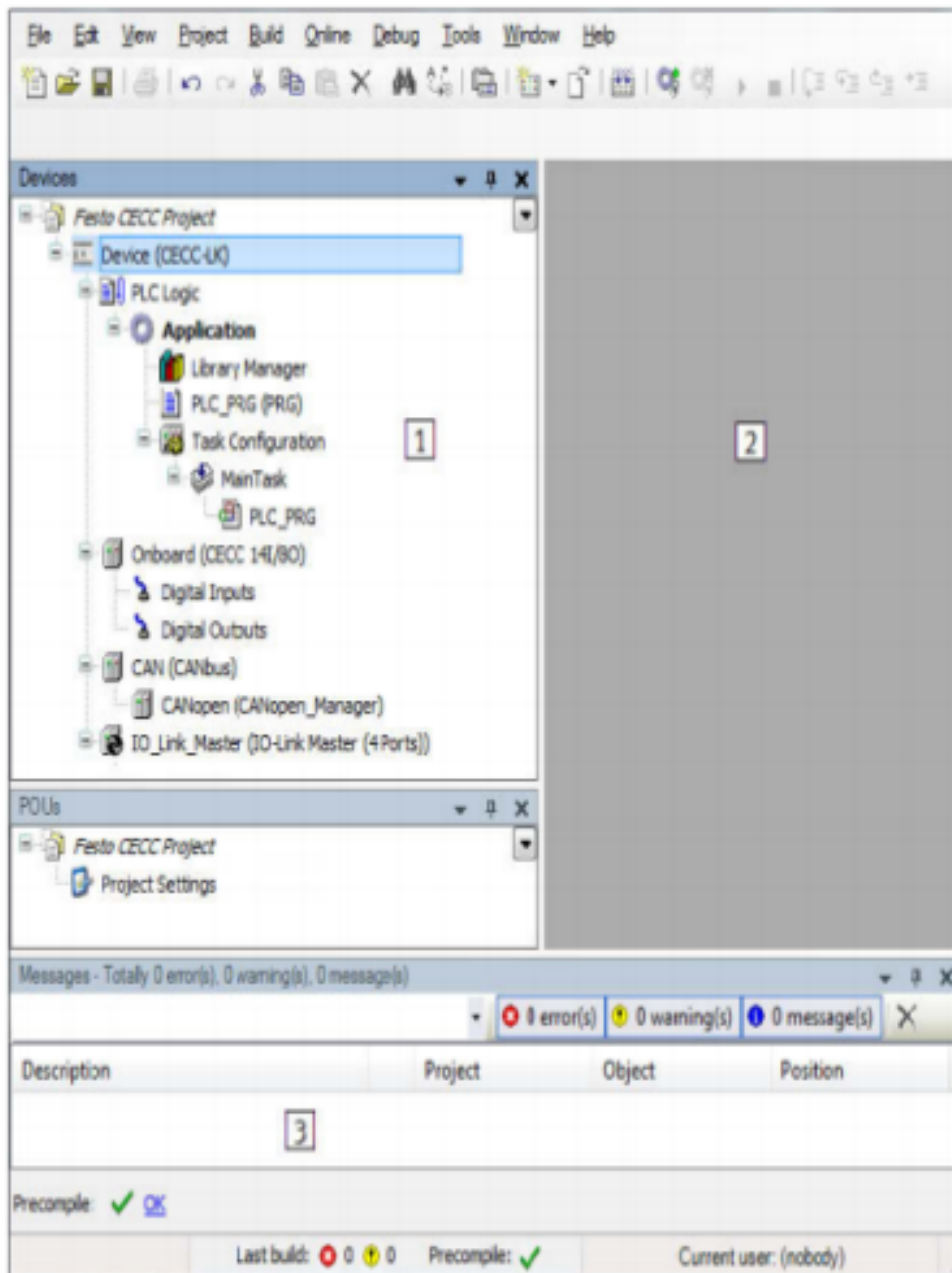 File Edit View Project Build Online Debug Tools Window Help
Devices
Festo CECC Project
Device (CECC-LK)
PLC Logic
Application
Library Manager
PLC_PRG (PRG)
Task Configuration
MainTask
PLC_PRG
1
2
Onboard (CECC 14I/8O)
Digital Inputs
Digital Outputs
CAN (CANbus)
CANopen (CANopen_Manager)
IO_Link_Master (IO-Link Master (4 Ports))
POUs
Festo CECC Project
Project Settings
Messages - Totally 0 error(s), 0 warning(s), 0 message(s)
0 error(s) 0 warning(s) 0 message(s)
Description Project Object Position
3
Precompile: OK
Last build: 0 0 Precompile: Current user: (nobody)